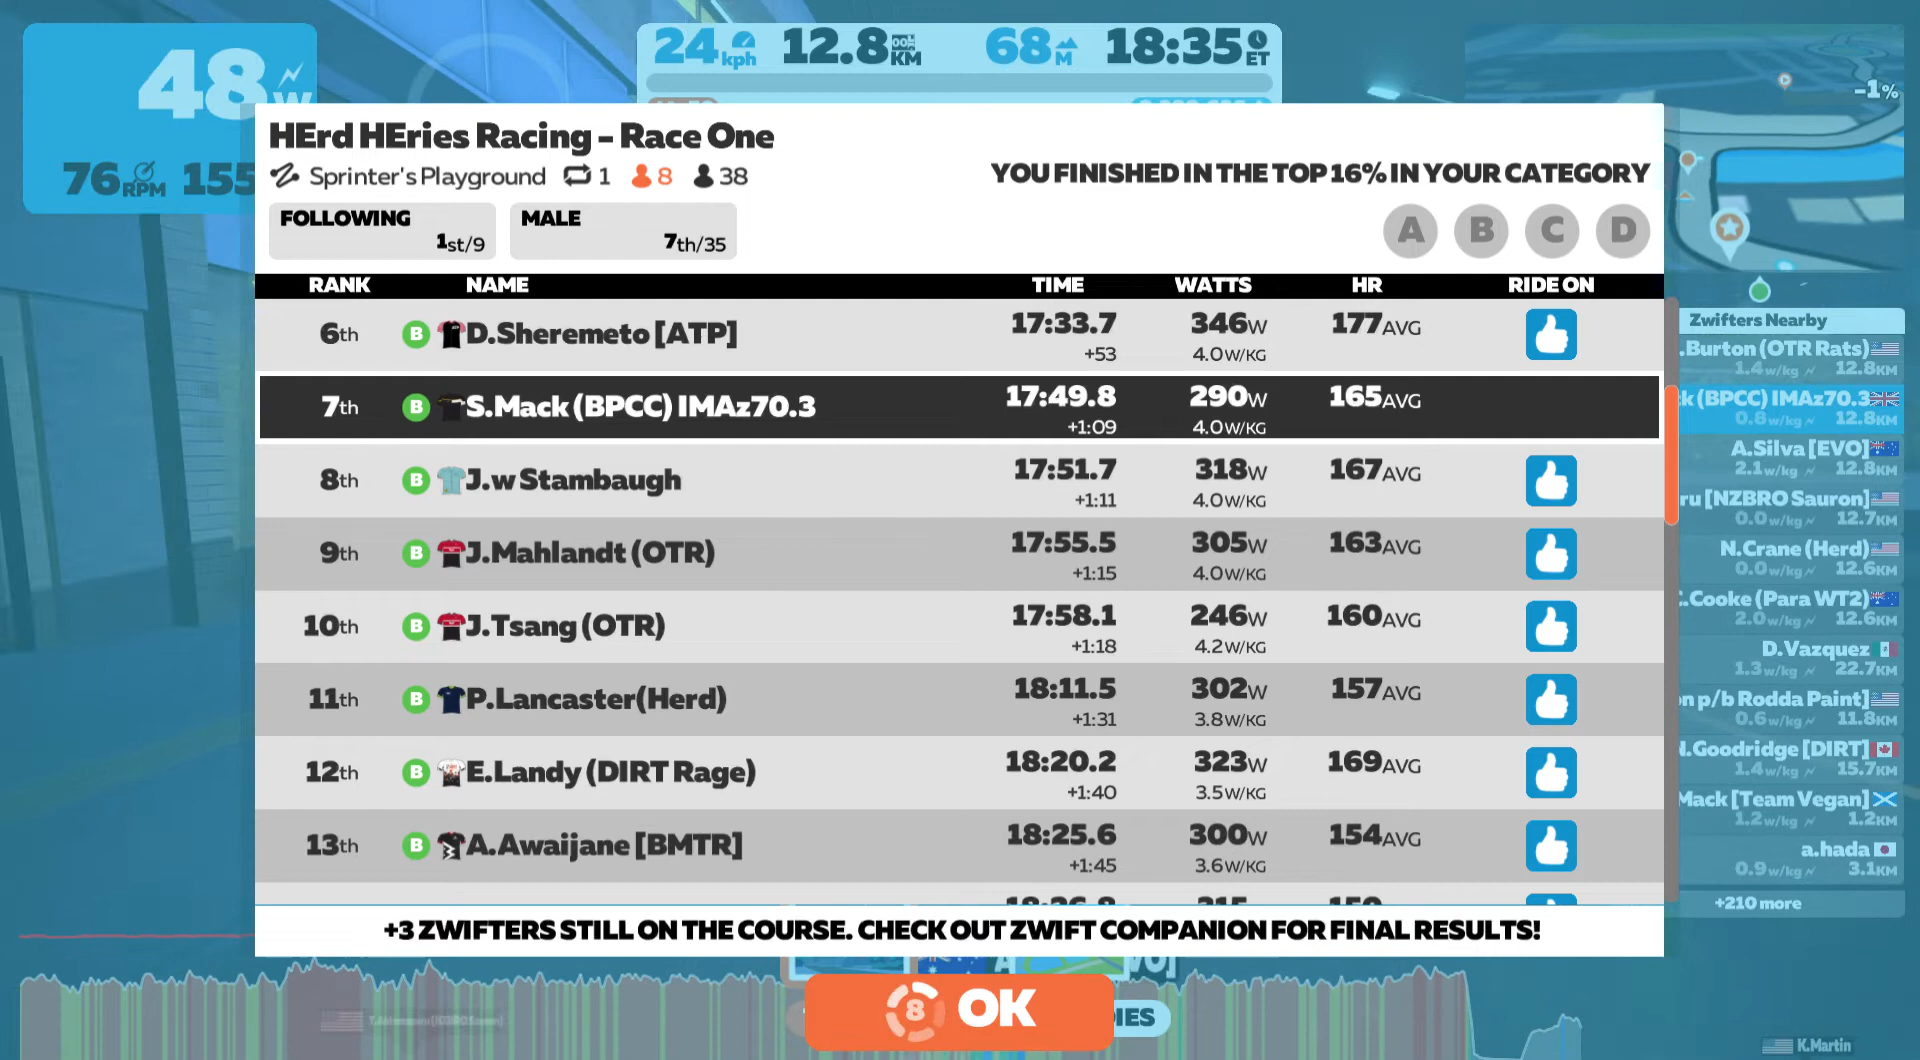 48W
76RPM 155
24kph 12.8KM 68M 18:35ET
-1%
HErd HEries Racing – Race One
Sprinter's Playground 1 8 38
YOU FINISHED IN THE TOP 16% IN YOUR CATEGORY
FOLLOWING
1st/9
MALE
7th/35
A B C D
RANK NAME TIME WATTS HR RIDE ON
6th B D.Sheremeto [ATP] 17:33.7 346W 177AVG
+53 4.0W/KG
7th B S.Mack (BPCC) IMAz70.3 17:49.8 290W 165AVG
+1:09 4.0W/KG
8th B J.w Stambaugh 17:51.7 318W 167AVG
+1:11 4.0W/KG
9th B J.Mahlandt (OTR) 17:55.5 305W 163AVG
+1:15 4.0W/KG
10th B J.Tsang (OTR) 17:58.1 246W 160AVG
+1:18 4.2W/KG
11th B P.Lancaster(Herd) 18:11.5 302W 157AVG
+1:31 3.8W/KG
12th B E.Landy (DIRT Rage) 18:20.2 323W 169AVG
+1:40 3.5W/KG
13th B A.Awaijane [BMTR] 18:25.6 300W 154AVG
+1:45 3.6W/KG
+3 ZWIFTERS STILL ON THE COURSE. CHECK OUT ZWIFT COMPANION FOR FINAL RESULTS!
8 OK
Zwifters Nearby
.Burton (OTR Rats)
1.4w/kg 12.8KM
k (BPCC) IMAz70.3
0.8w/kg 12.8KM
A.Silva [EVO]
2.1w/kg 12.8KM
ru [NZBRO Sauron]
0.0w/kg 12.7KM
N.Crane (Herd)
0.0w/kg 12.6KM
.Cooke (Para WT2)
2.0w/kg 12.6KM
D.Vazquez
1.3w/kg 22.7KM
on p/b Rodda Paint]
0.6w/kg 11.8KM
N.Goodridge [DIRT]
1.4w/kg 15.7KM
Mack [Team Vegan]
1.2w/kg 1.2KM
a.hada
0.9w/kg 3.1KM
+210 more
K.Martin